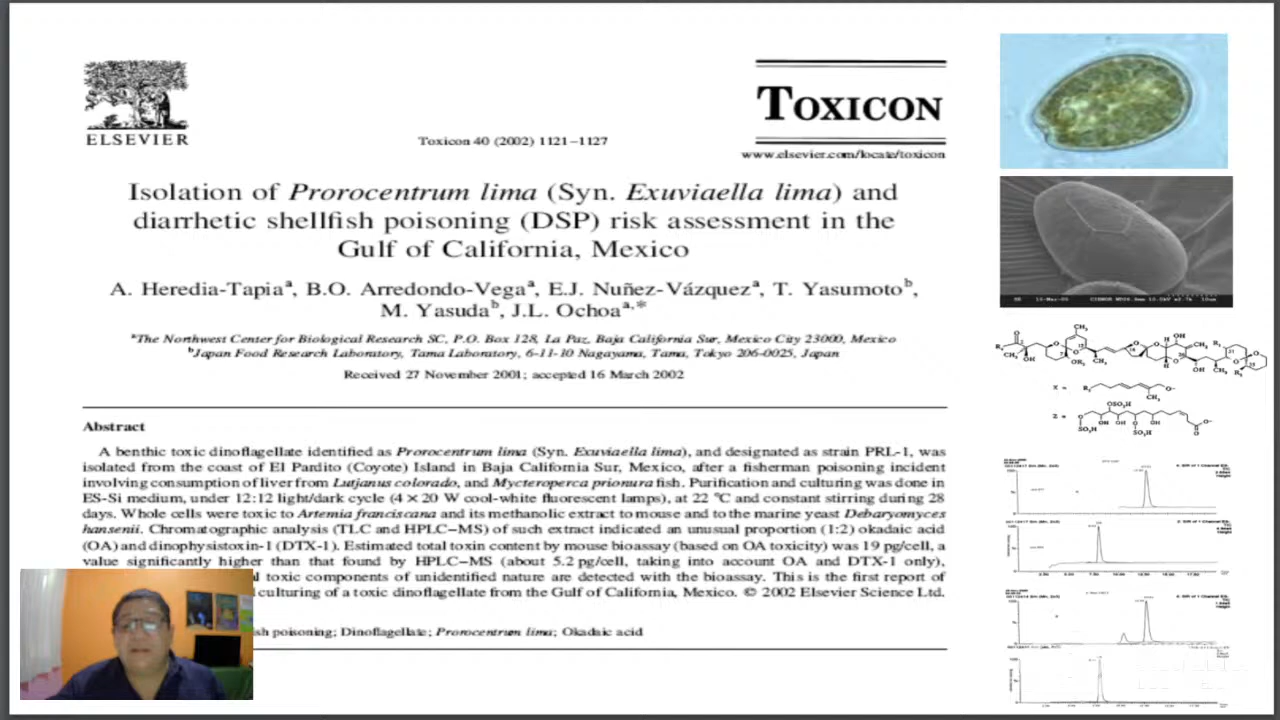 ELSEVIER
Toxicon 40 (2002) 1121–1127
TOXICON
www.elsevier.com/locate/toxicon
Isolation of Prorocentrum lima (Syn. Exuviaella lima) and
diarrhetic shellfish poisoning (DSP) risk assessment in the
Gulf of California, Mexico
A. Heredia-Tapiaᵃ, B.O. Arredondo-Vegaᵃ, E.J. Nuñez-Vázquezᵃ, T. Yasumotoᵇ,
M. Yasudaᵇ, J.L. Ochoaᵃ,*
ᵃThe Northwest Center for Biological Research SC, P.O. Box 128, La Paz, Baja California Sur, Mexico City 23000, Mexico
ᵇJapan Food Research Laboratory, Tama Laboratory, 6-11-10 Nagayama, Tama, Tokyo 206-0025, Japan
Received 27 November 2001; accepted 16 March 2002
Abstract
A benthic toxic dinoflagellate identified as Prorocentrum lima (Syn. Exuviaella lima), and designated as strain PRL-1, was
isolated from the coast of El Pardito (Coyote) Island in Baja California Sur, Mexico, after a fisherman poisoning incident
involving consumption of liver from Lutjanus colorado, and Mycteroperca prionura fish. Purification and culturing was done in
ES-Si medium, under 12:12 light/dark cycle (4 × 20 W cool-white fluorescent lamps), at 22 °C and constant stirring during 28
days. Whole cells were toxic to Artemia franciscana and its methanolic extract to mouse and to the marine yeast Debaryomyces
hansenii. Chromatographic analysis (TLC and HPLC–MS) of such extract indicated an unusual proportion (1:2) okadaic acid
(OA) and dinophysistoxin-1 (DTX-1). Estimated total toxin content by mouse bioassay (based on OA toxicity) was 19 pg/cell, a
value significantly higher than that found by HPLC–MS (about 5.2 pg/cell, taking into account OA and DTX-1 only),
l toxic components of unidentified nature are detected with the bioassay. This is the first report of
l culturing of a toxic dinoflagellate from the Gulf of California, Mexico. © 2002 Elsevier Science Ltd.
sh poisoning; Dinoflagellate; Prorocentrum lima; Okadaic acid